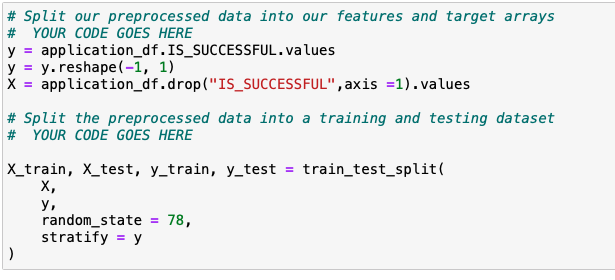 # Split our preprocessed data into our features and target arrays
#  YOUR CODE GOES HERE
y = application_df.IS_SUCCESSFUL.values
y = y.reshape(-1, 1)
X = application_df.drop("IS_SUCCESSFUL",axis =1).values

# Split the preprocessed data into a training and testing dataset
#  YOUR CODE GOES HERE

X_train, X_test, y_train, y_test = train_test_split(
    X,
    y,
    random_state = 78,
    stratify = y
)